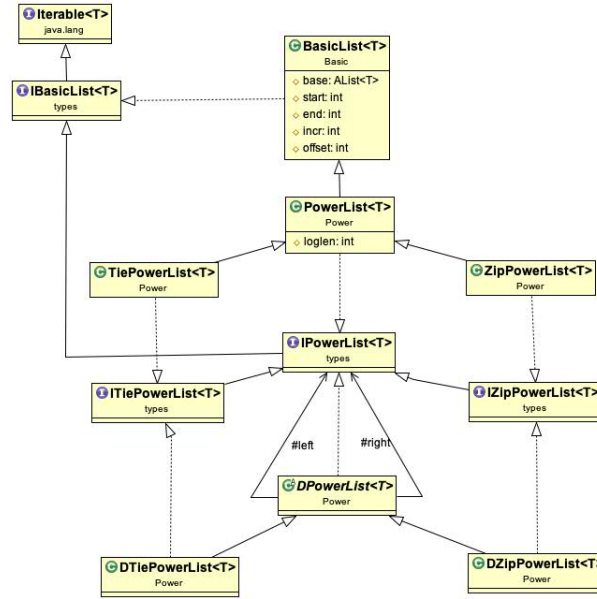 Iterable<T>
java.lang
IBasicList<T>
types
BasicList<T>
Basic
base: AList<T>
start: int
end: int
incr: int
offset: int
PowerList<T>
Power
loglen: int
TiePowerList<T>
Power
ZipPowerList<T>
Power
IPowerList<T>
types
ITiePowerList<T>
types
IZipPowerList<T>
types
#left
#right
DPowerList<T>
Power
DTiePowerList<T>
Power
DZipPowerList<T>
Power